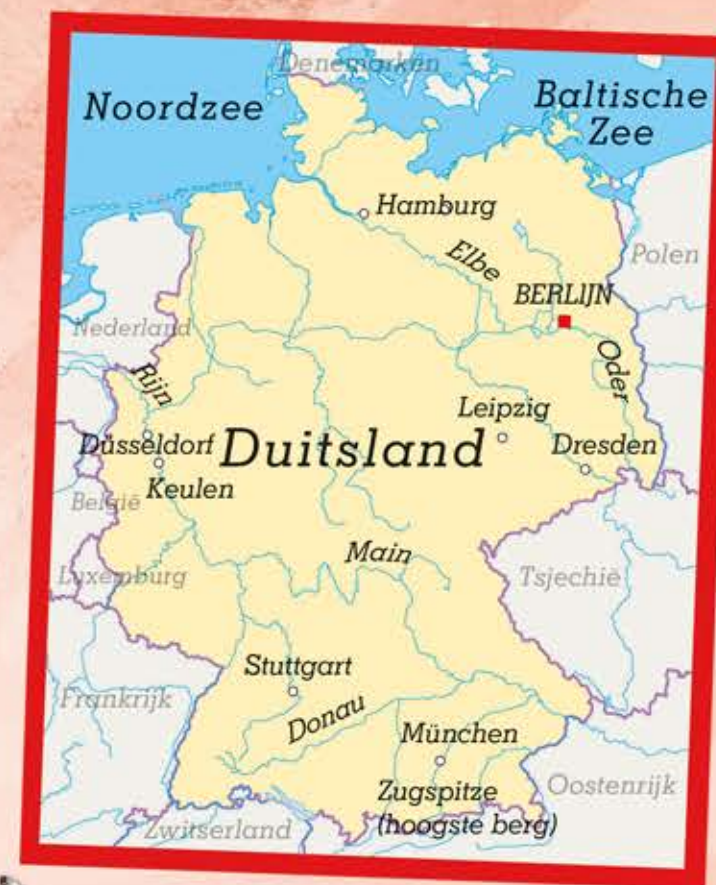 Denemarken
Noordzee
Baltische
Zee
Hamburg
Elbe
Polen
BERLIJN
Nederland
Oder
Rijn
Leipzig
Düsseldorf
Duitsland
Dresden
Keulen
België
Main
Luxemburg
Tsjechië
Stuttgart
Frankrijk
Donau
München
Zugspitze
(hoogste berg)
Oostenrijk
Zwitserland